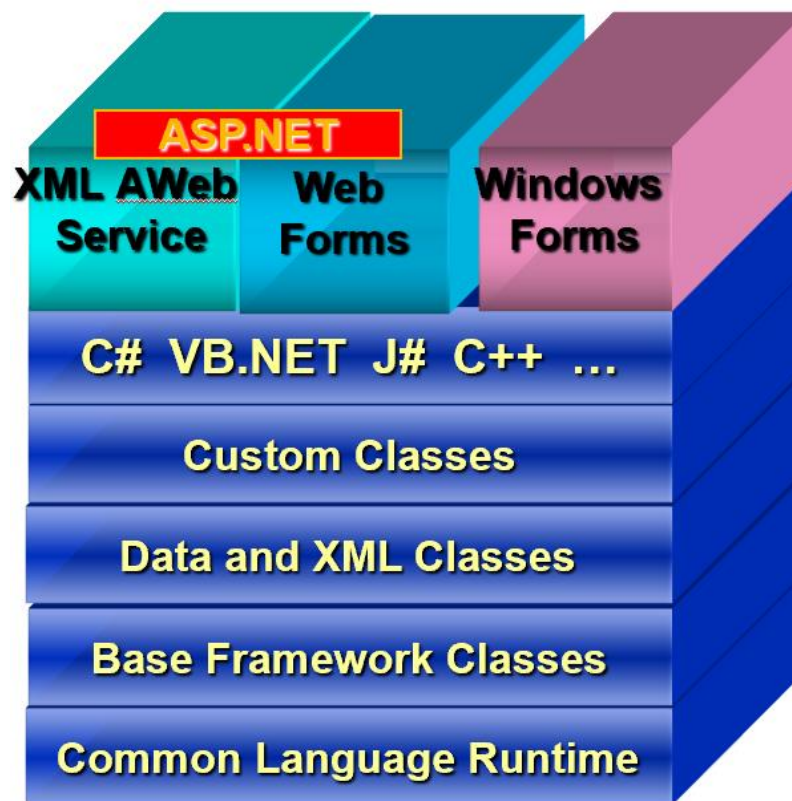 ASP.NET
XML AWeb
Service
Web
Forms
Windows
Forms
C# VB.NET J# C++ ...
Custom Classes
Data and XML Classes
Base Framework Classes
Common Language Runtime